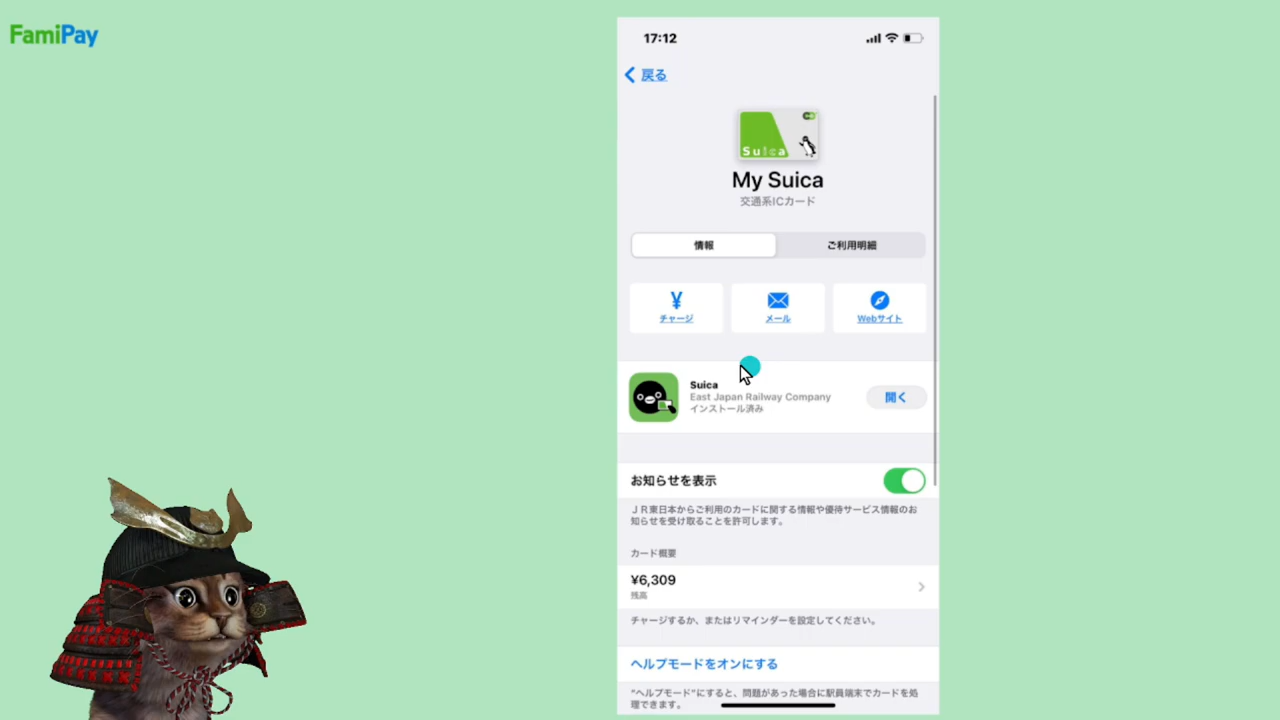 FamiPay
17:12
戻る
Suica
My Suica
交通系ICカード
情報
ご利用明細
¥
チャージ
メール
Webサイト
Suica
East Japan Railway Company
インストール済み
開く
お知らせを表示
JR東日本からご利用のカードに関する情報や優待サービス情報のお
知らせを受け取ることを許可します。
カード概要
¥6,309
残高
チャージするか、またはリマインダーを設定してください。
ヘルプモードをオンにする
"ヘルプモード"にすると、問題があった場合に駅員端末でカードを処
理できます。